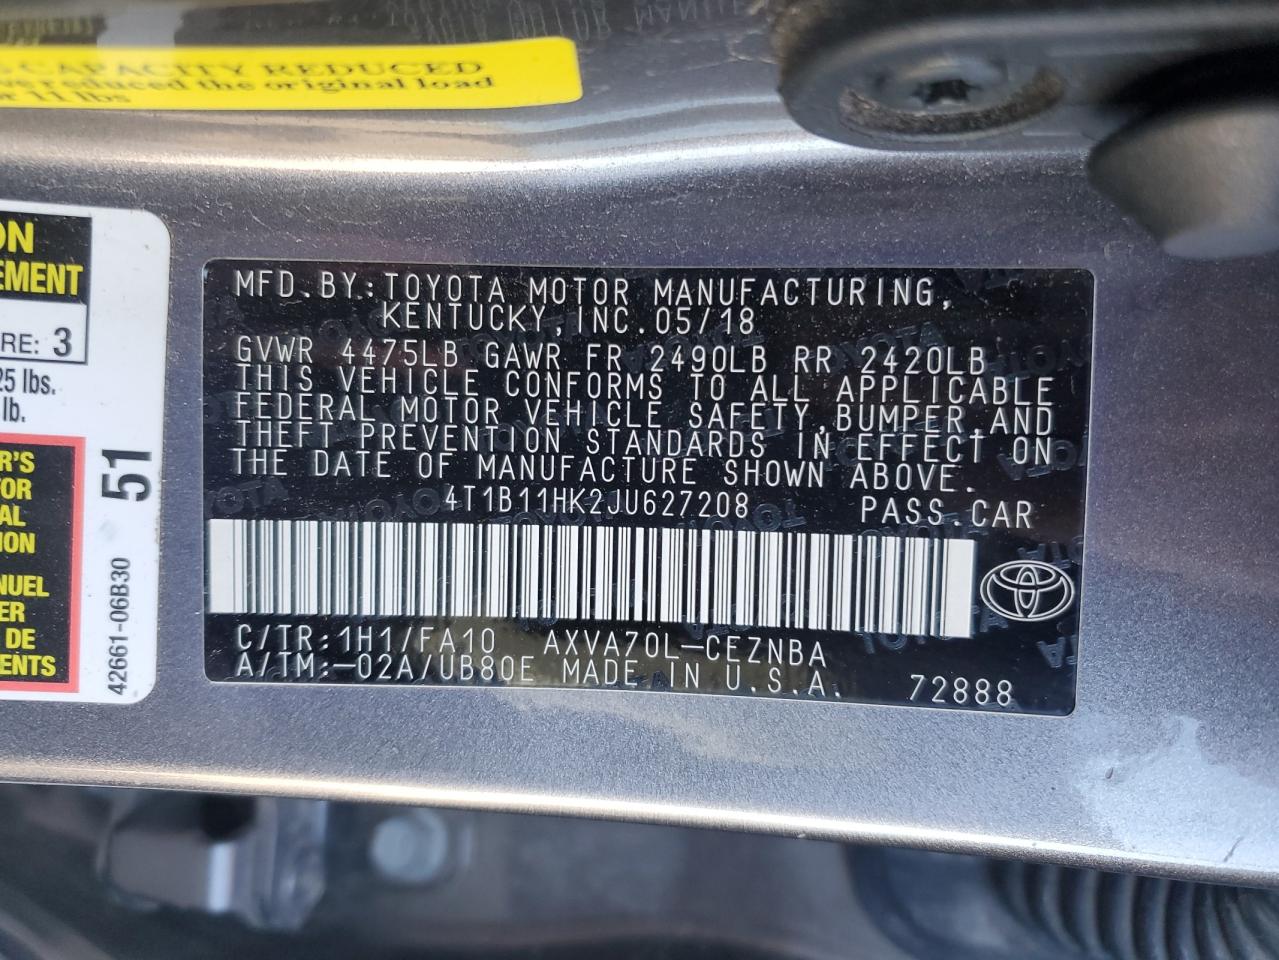 CAPACITY REDUCED
reduced the original load
11 lbs
ON
EMENT
RE: 3
25 lbs.
lb.
R'S
TOR
AL
ION
NUEL
ER
DE
ENTS
51
42661-06B30
MFD.BY:TOYOTA MOTOR MANUFACTURING,
KENTUCKY,INC.05/18
GVWR 4475LB GAWR FR 2490LB RR 2420LB
THIS VEHICLE CONFORMS TO ALL APPLICABLE
FEDERAL MOTOR VEHICLE SAFETY,BUMPER,AND
THEFT PREVENTION STANDARDS IN EFFECT ON
THE DATE OF MANUFACTURE SHOWN ABOVE.
4T1B11HK2JU627208 PASS.CAR
C/TR:1H1/FA10 AXVA70L-CEZNBA
A/TM:-02A/UB80E MADE IN U.S.A. 72888